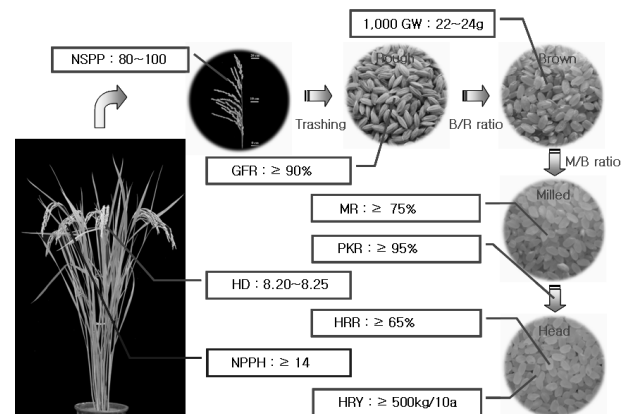 1,000 GW : 22~24g
NSPP : 80~100
Rough
Brown
Trashing
B/R ratio
GFR : ≥ 90%
M/B ratio
Milled
MR : ≥ 75%
PKR : ≥ 95%
HD : 8.20~8.25
HRR : ≥ 65%
Head
NPPH : ≥ 14
HRY : ≥ 500kg/10a